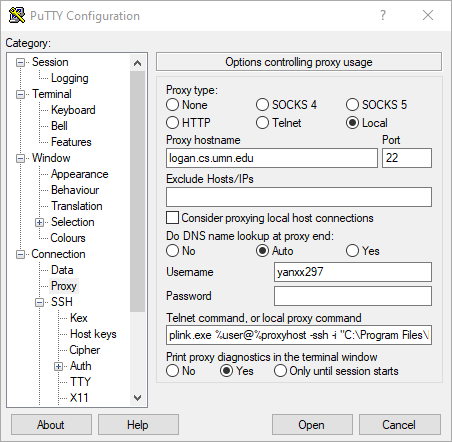 PuTTY Configuration
Category:
Session
Logging
Terminal
Keyboard
Bell
Features
Window
Appearance
Behaviour
Translation
Selection
Colours
Connection
Data
Proxy
SSH
Kex
Host keys
Cipher
Auth
TTY
X11
Options controlling proxy usage
Proxy type:
None SOCKS 4 SOCKS 5
HTTP Telnet Local
Proxy hostname Port
logan.cs.umn.edu 22
Exclude Hosts/IPs
Consider proxying local host connections
Do DNS name lookup at proxy end:
No Auto Yes
Username yanxx297
Password
Telnet command, or local proxy command
plink.exe %user@%proxyhost -ssh -i "C:\Program Files\
Print proxy diagnostics in the terminal window
No Yes Only until session starts
About Help Open Cancel